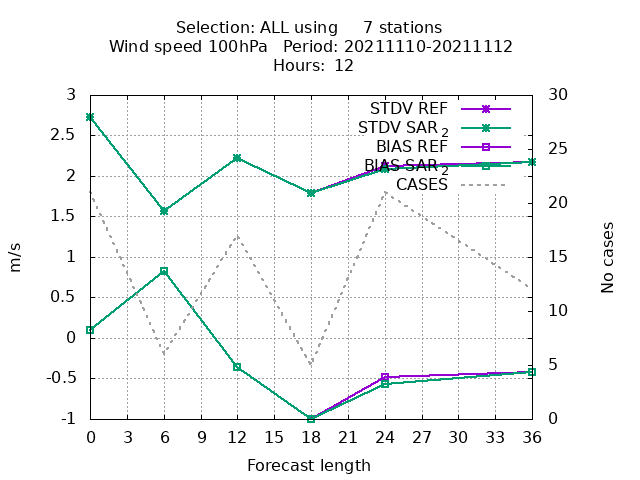 Selection: ALL using 7 stations
Wind speed 100hPa Period: 20211110-20211112
Hours: 12
3
2.5
2
1.5
1
0.5
0
-0.5
-1
30
25
20
15
10
5
0
STDV REF
STDV SAR 2
BIAS REF
BIAS SAR 2
CASES
m/s
No cases
0 3 6 9 12 15 18 21 24 27 30 33 36
Forecast length